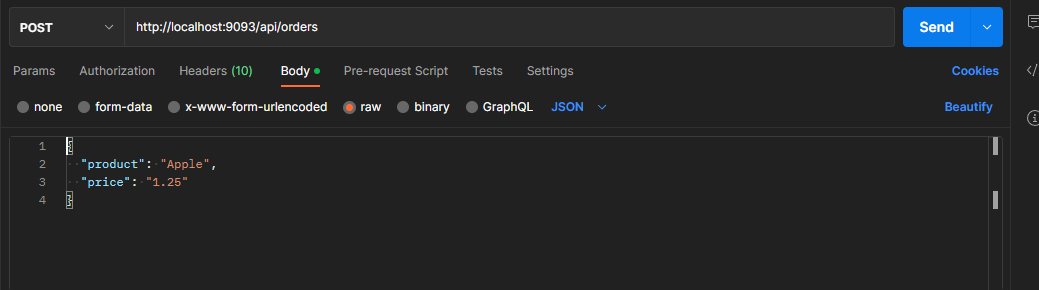 POST http://localhost:9093/api/orders Send
Params Authorization Headers (10) Body Pre-request Script Tests Settings Cookies
none form-data x-www-form-urlencoded raw binary GraphQL JSON Beautify
1 {
2 "product": "Apple",
3 "price": "1.25"
4 }